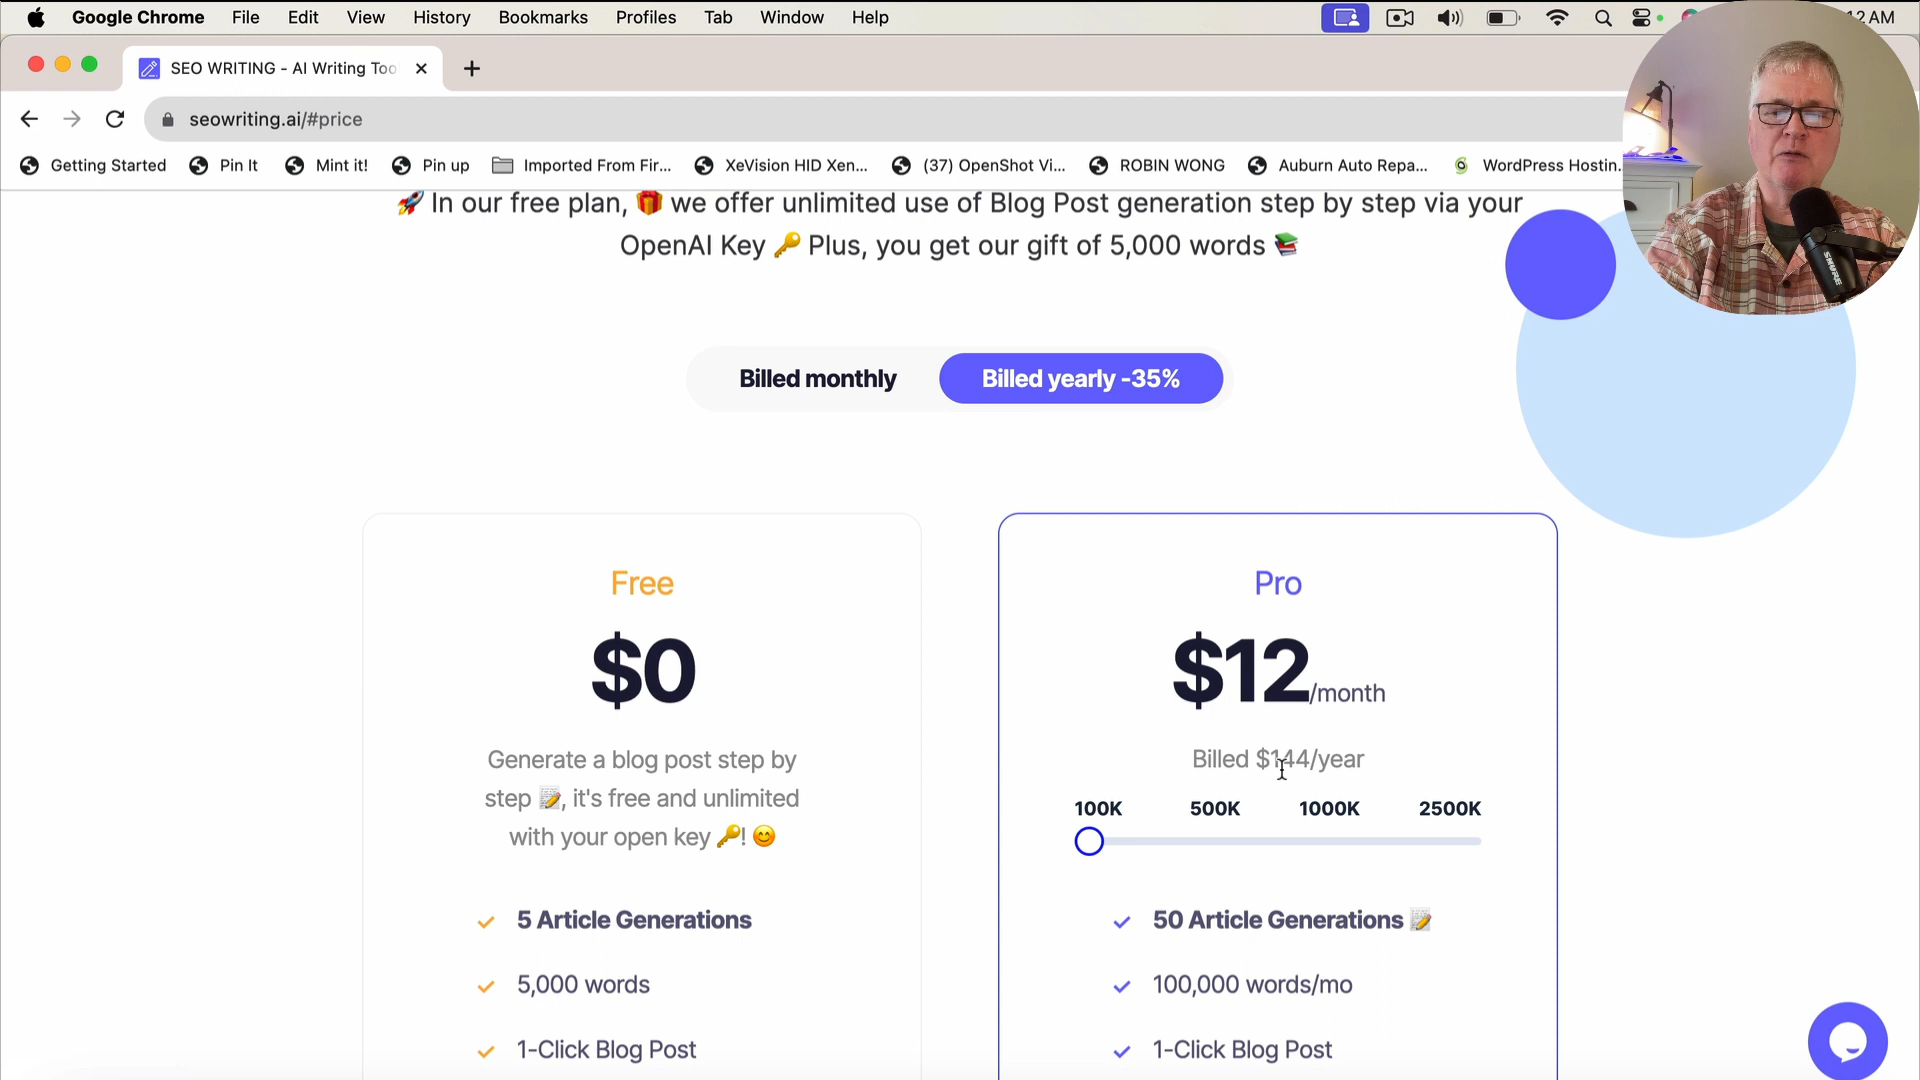 Google Chrome File Edit View History Bookmarks Profiles Tab Window Help 12 AM
SEO WRITING - AI Writing Too
seowriting.ai/#price
Getting Started Pin It Mint it! Pin up Imported From Fir... XeVision HID Xen... (37) OpenShot Vi... ROBIN WONG Auburn Auto Repa... WordPress Hostin.
🚀 In our free plan, 🎁 we offer unlimited use of Blog Post generation step by step via your
OpenAI Key 🔑 Plus, you get our gift of 5,000 words 📚
Billed monthly Billed yearly -35%
Free
$0
Generate a blog post step by
step 📝, it's free and unlimited
with your open key 🔑! 😊
✓ 5 Article Generations
✓ 5,000 words
✓ 1-Click Blog Post
Pro
$12/month
Billed $144/year
100K 500K 1000K 2500K
✓ 50 Article Generations 📝
✓ 100,000 words/mo
✓ 1-Click Blog Post
SHURE